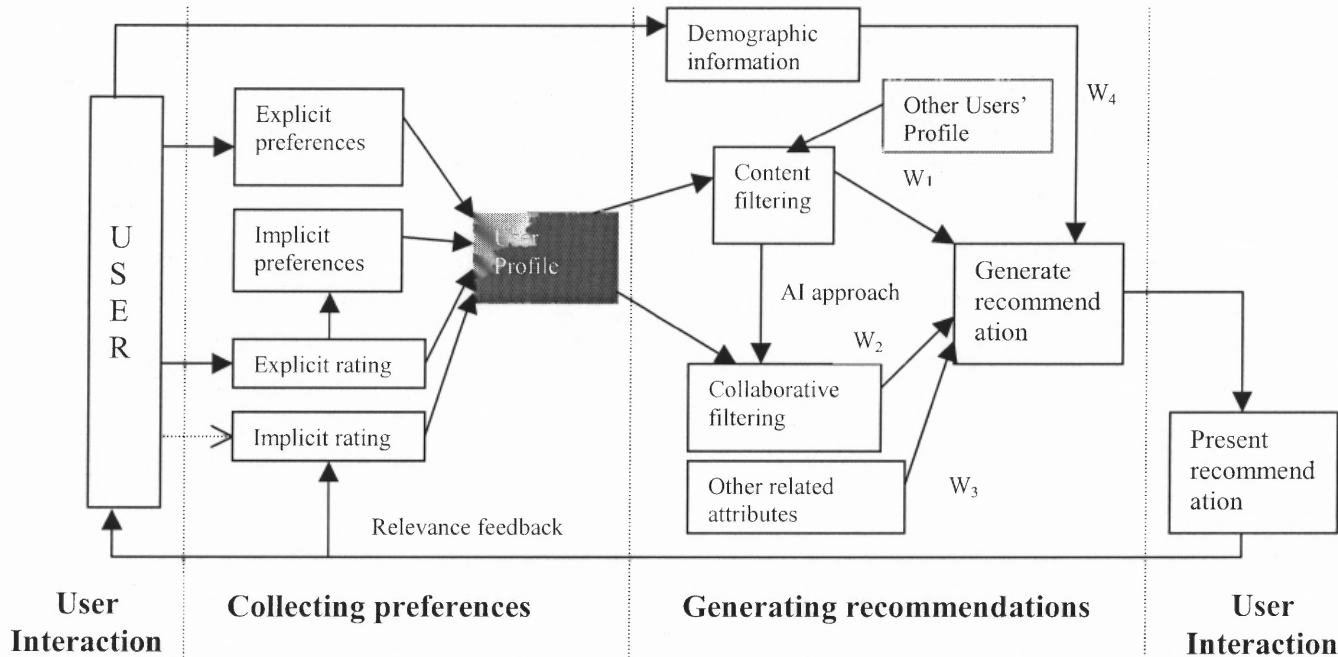 Demographic
information
W4
Other Users'
Profile
Explicit
preferences
Content
filtering
W1
USER
Implicit
preferences
User
Profile
Generate
recommend
ation
AI approach
W2
Explicit rating
Collaborative
filtering
Implicit rating
Present
recommend
ation
Other related
attributes
W3
Relevance feedback
User
Interaction
Collecting preferences
Generating recommendations
User
Interaction